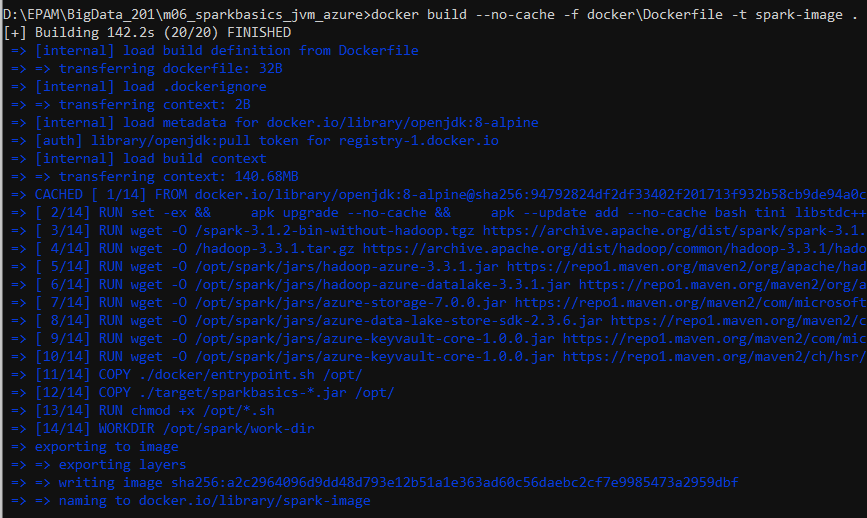 D:\EPAM\BigData_201\m06_sparkbasics_jvm_azure>docker build --no-cache -f docker\Dockerfile -t spark-image .
[+] Building 142.2s (20/20) FINISHED
=> [internal] load build definition from Dockerfile
=> => transferring dockerfile: 32B
=> [internal] load .dockerignore
=> => transferring context: 2B
=> [internal] load metadata for docker.io/library/openjdk:8-alpine
=> [auth] library/openjdk:pull token for registry-1.docker.io
=> [internal] load build context
=> => transferring context: 140.68MB
=> CACHED [ 1/14] FROM docker.io/library/openjdk:8-alpine@sha256:94792824df2df33402f201713f932b58cb9de94a0c
=> [ 2/14] RUN set -ex &&     apk upgrade --no-cache &&     apk --update add --no-cache bash tini libstdc++
=> [ 3/14] RUN wget -O /spark-3.1.2-bin-without-hadoop.tgz https://archive.apache.org/dist/spark/spark-3.1.
=> [ 4/14] RUN wget -O /hadoop-3.3.1.tar.gz https://archive.apache.org/dist/hadoop/common/hadoop-3.3.1/hado
=> [ 5/14] RUN wget -O /opt/spark/jars/hadoop-azure-3.3.1.jar https://repo1.maven.org/maven2/org/apache/had
=> [ 6/14] RUN wget -O /opt/spark/jars/hadoop-azure-datalake-3.3.1.jar https://repo1.maven.org/maven2/org/a
=> [ 7/14] RUN wget -O /opt/spark/jars/azure-storage-7.0.0.jar https://repo1.maven.org/maven2/com/microsoft
=> [ 8/14] RUN wget -O /opt/spark/jars/azure-data-lake-store-sdk-2.3.6.jar https://repo1.maven.org/maven2/c
=> [ 9/14] RUN wget -O /opt/spark/jars/azure-keyvault-core-1.0.0.jar https://repo1.maven.org/maven2/com/mic
=> [10/14] RUN wget -O /opt/spark/jars/azure-keyvault-core-1.0.0.jar https://repo1.maven.org/maven2/ch/hsr/
=> [11/14] COPY ./docker/entrypoint.sh /opt/
=> [12/14] COPY ./target/sparkbasics-*.jar /opt/
=> [13/14] RUN chmod +x /opt/*.sh
=> [14/14] WORKDIR /opt/spark/work-dir
=> exporting to image
=> => exporting layers
=> => writing image sha256:a2c2964096d9dd48d793e12b51a1e363ad60c56daebc2cf7e9985473a2959dbf
=> => naming to docker.io/library/spark-image